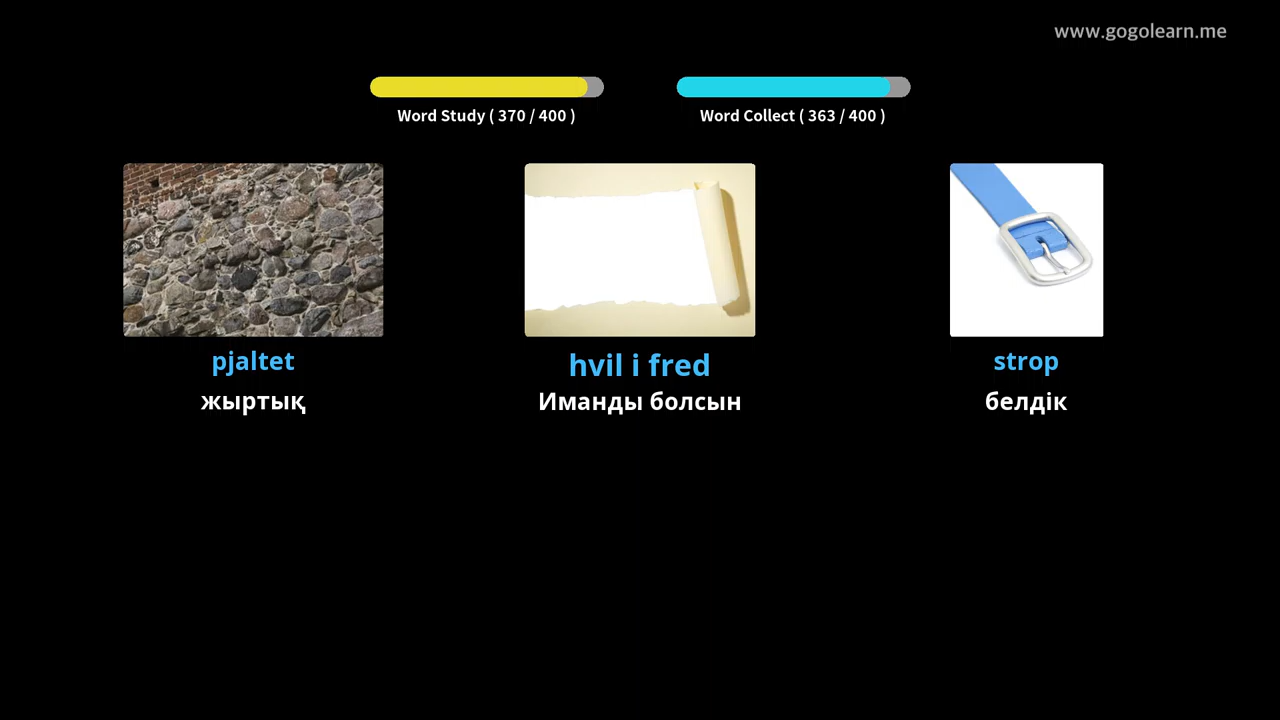 www.gogolearn.me
Word Study ( 370 / 400 )
Word Collect ( 363 / 400 )
pjaltet
hvil i fred
strop
жыртық
Иманды болсын
белдік